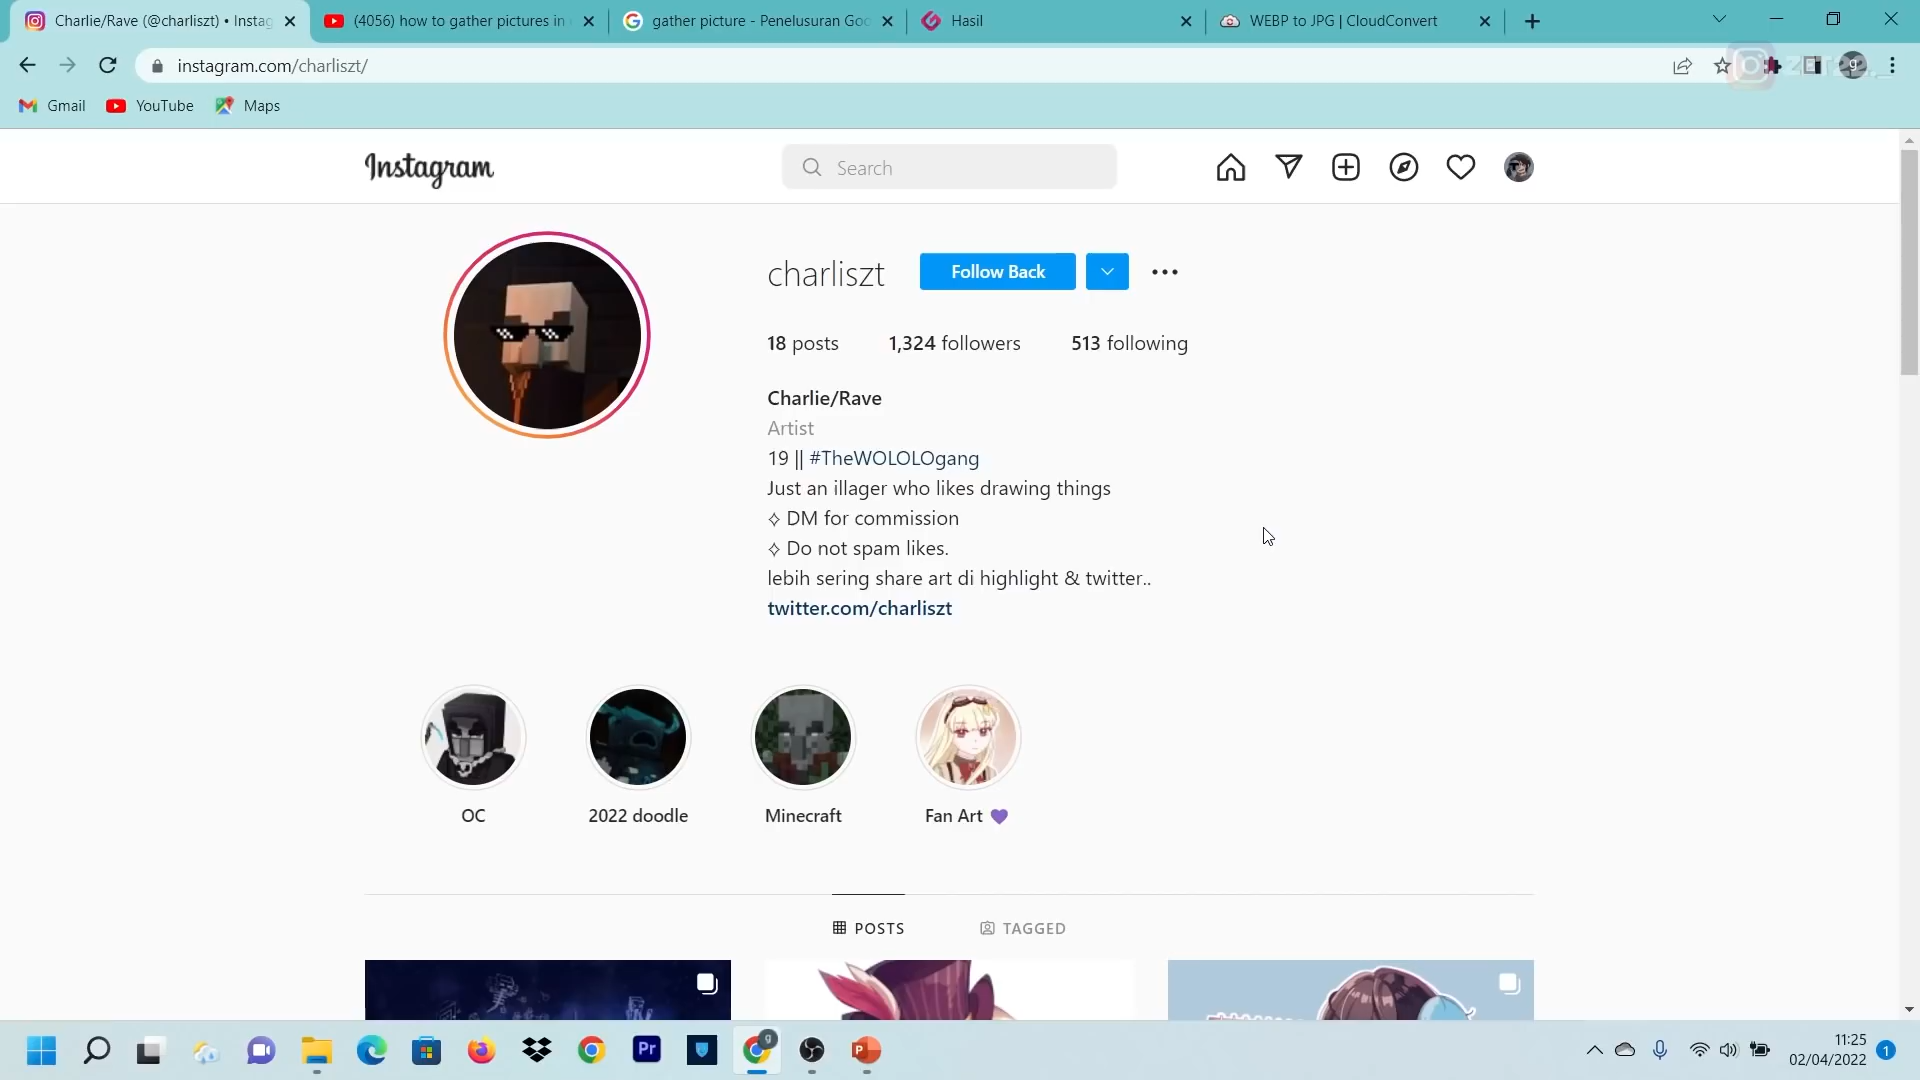 Charlie/Rave (@charliszt) • Instag
(4056) how to gather pictures in
gather picture - Penelusuran Goo
Hasil
WEBP to JPG | CloudConvert
instagram.com/charliszt/
Gmail
YouTube
Maps
Instagram
Search
charliszt
Follow Back
18 posts
1,324 followers
513 following
Charlie/Rave
Artist
19 || #TheWOLOLOgang
Just an illager who likes drawing things
✧ DM for commission
✧ Do not spam likes.
lebih sering share art di highlight & twitter..
twitter.com/charliszt
OC
2022 doodle
Minecraft
Fan Art 💜
POSTS
TAGGED
g
Pr
P
11:25
02/04/2022
1